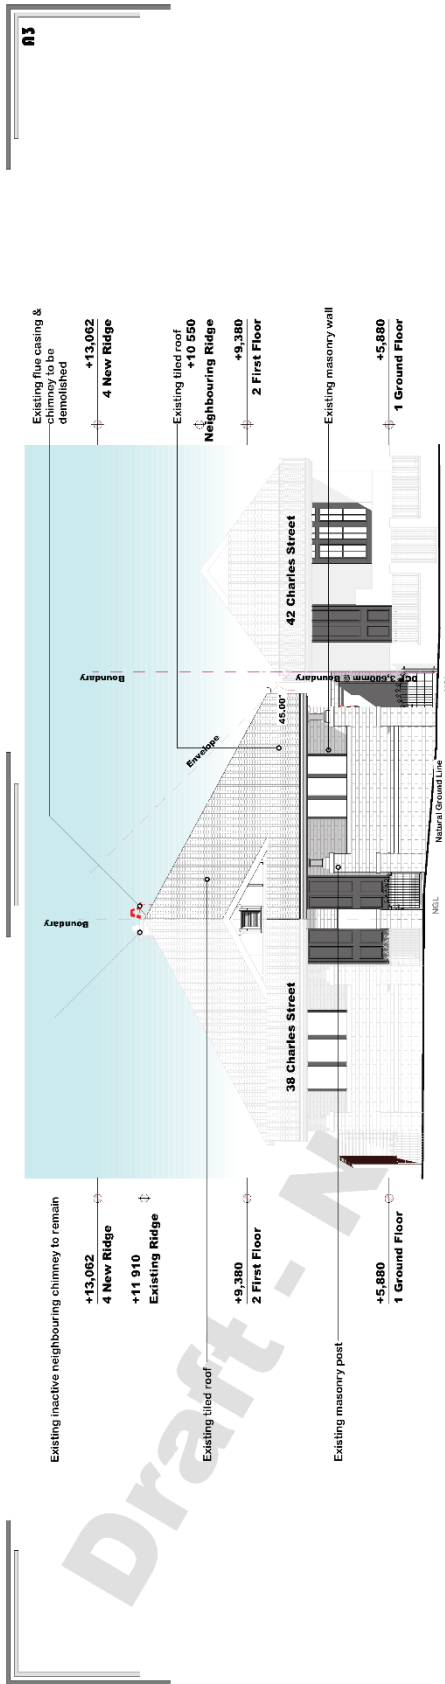 A3
Existing inactive neighbouring chimney to remain
+13,062
4 New Ridge
+11 910
Existing Ridge
+9,380
2 First Floor
+5,880
1 Ground Floor
Existing tiled roof
Existing masonry post
Draft - N
Boundary
Envelope
Boundary
45.00°
38 Charles Street
42 Charles Street
DCP 3,600mm @ Boundary
NGL
Natural Ground Line
Existing flue casing &
chimney to be
demolished
+13,062
4 New Ridge
Existing tiled roof
+10 550
Neighbouring Ridge
+9,380
2 First Floor
Existing masonry wall
+5,880
1 Ground Floor